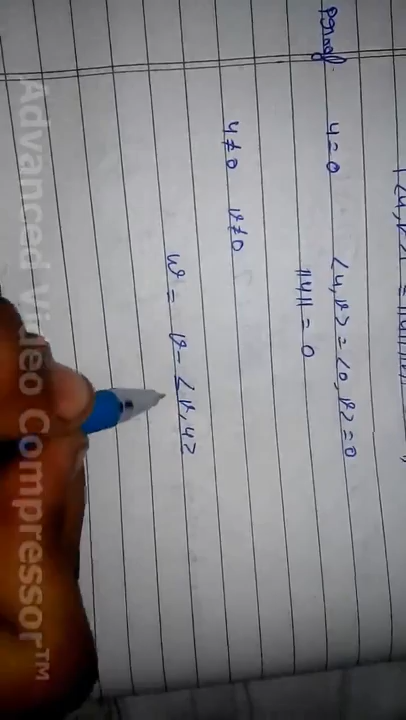 Proof.
u = 0 <u, v> = <0, v> = 0
||u|| = 0
u ≠ 0 v ≠ 0
w = v - <v, u>
Advanced Video Compressor™